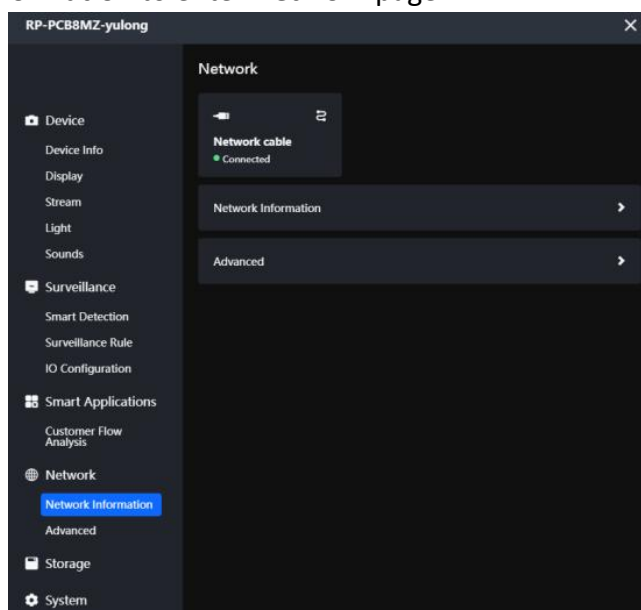 RP-PCB8MZ-yulong
Network
Network cable
Connected
Network Information
Advanced
Device
Device Info
Display
Stream
Light
Sounds
Surveillance
Smart Detection
Surveillance Rule
IO Configuration
Smart Applications
Customer Flow
Analysis
Network
Network Information
Advanced
Storage
System